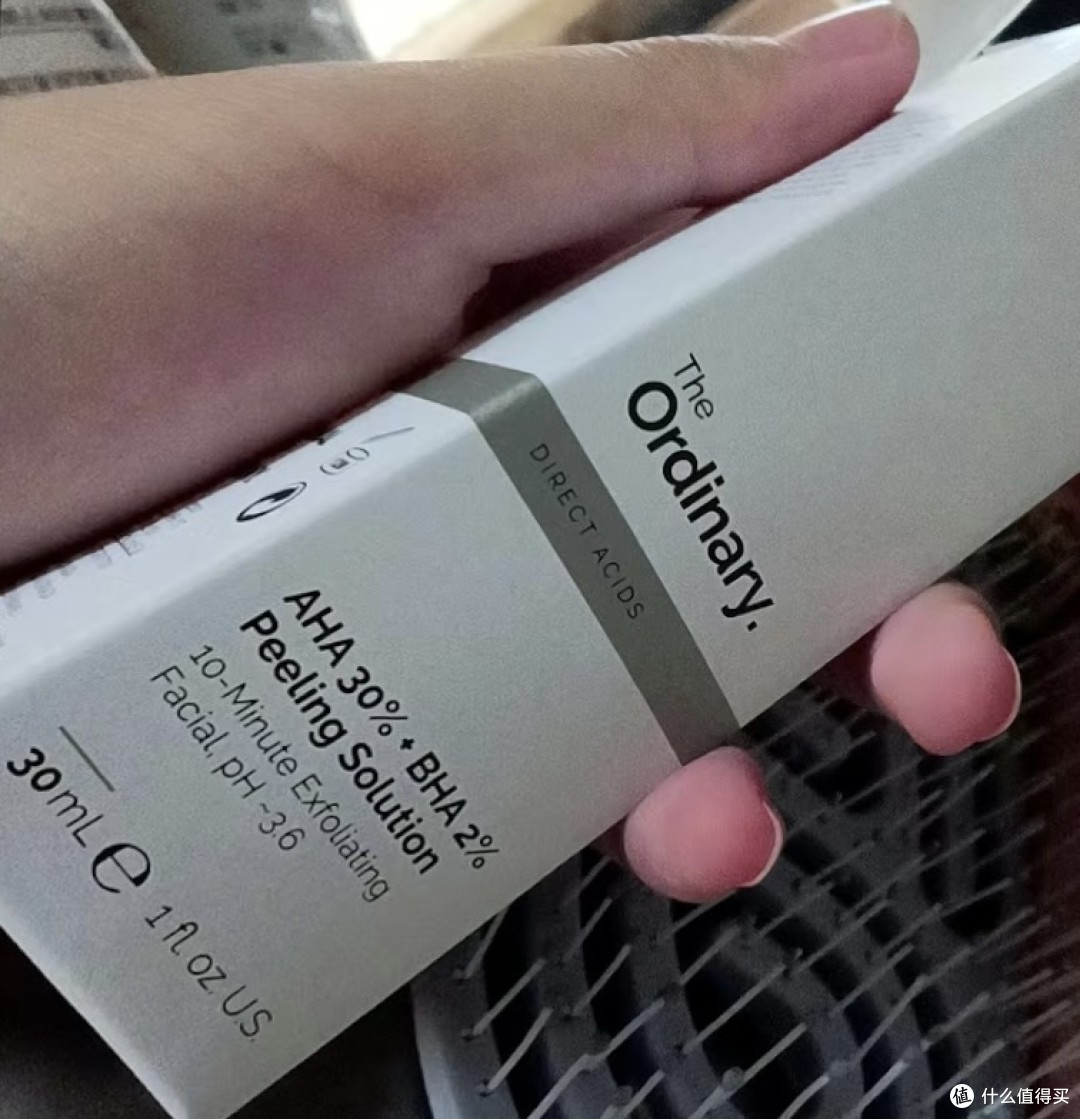 The
Ordinary.
DIRECT ACIDS
AHA 30% + BHA 2%
Peeling Solution
10-Minute Exfoliating
Facial, pH ~3.6
30mL e 1 fl OZ U.S.
值 什么值得买